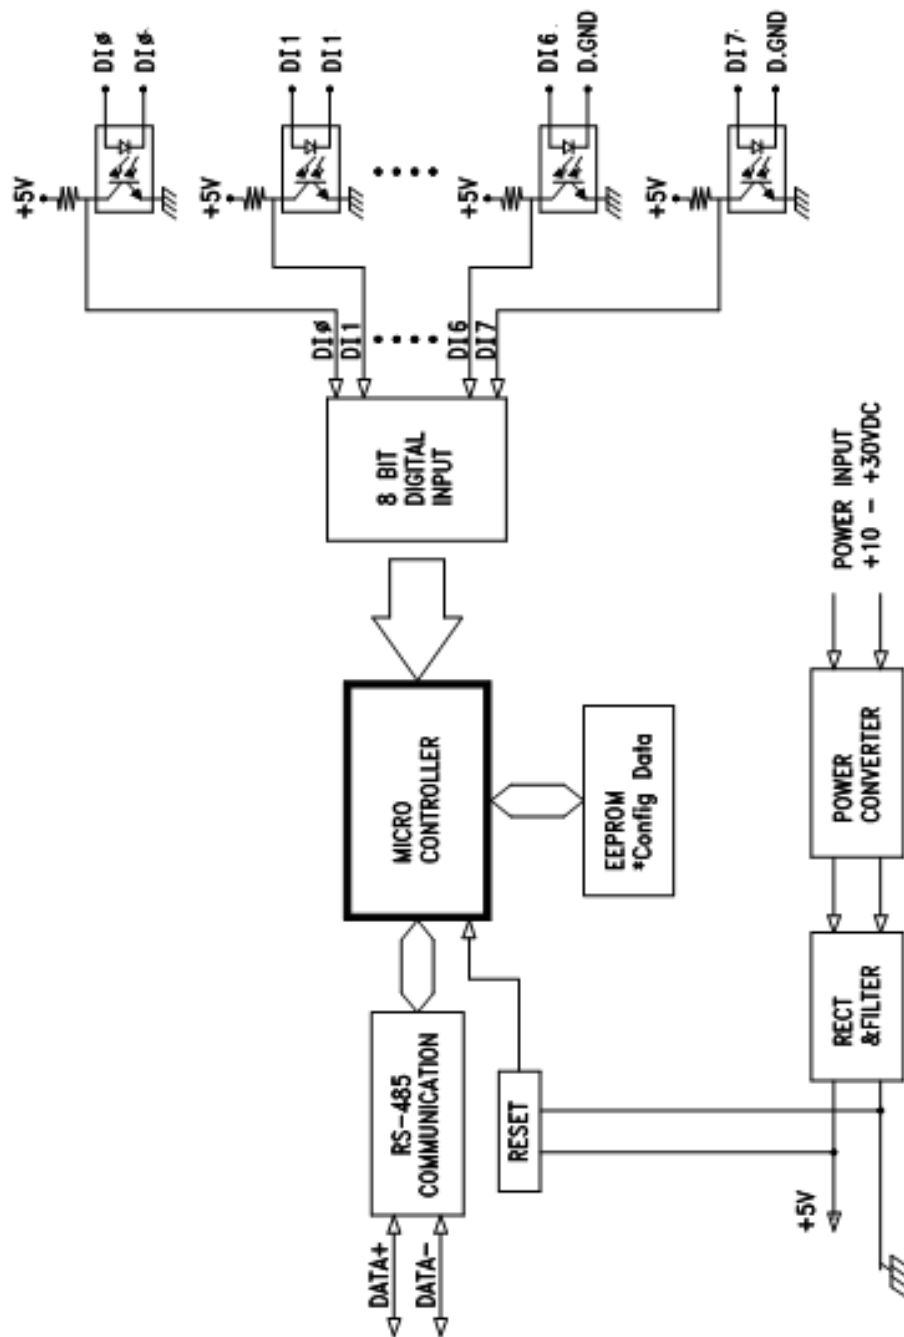 DATA+
DATA-
RS-485
COMMUNICATION
MICRO
CONTROLLER
8 BIT
DIGITAL
INPUT
DIØ
DI1
DI6
DI7
+5V
DIØ
DIØ
+5V
DI1
DI1
+5V
DI6
D.GND
+5V
DI7
D.GND
RESET
EEPROM
*Config Data
+5V
RECT
&FILTER
POWER
CONVERTER
POWER INPUT
+10 - +30VDC